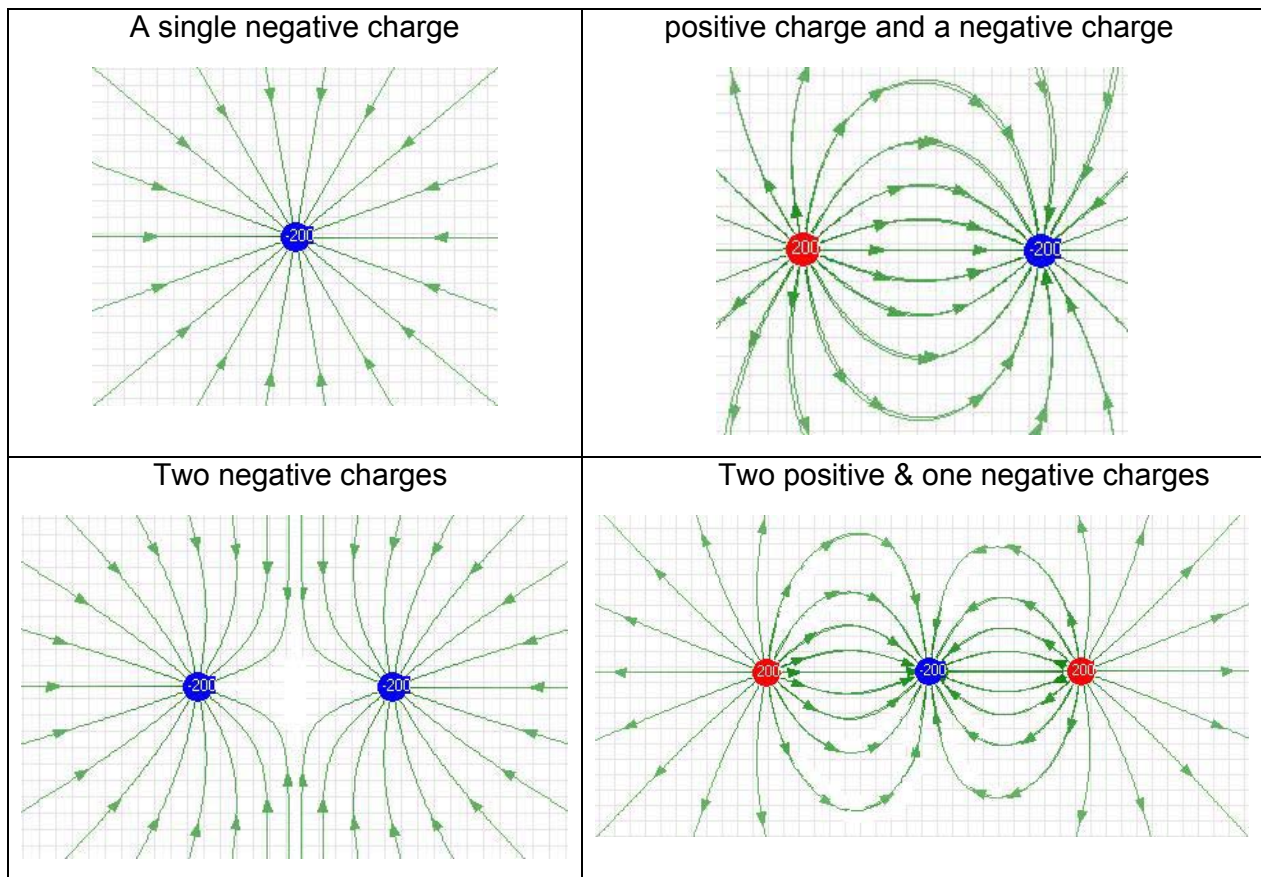 A single negative charge
-200
positive charge and a negative charge
200
-200
Two negative charges
-200
-200
Two positive & one negative charges
200
-200
200